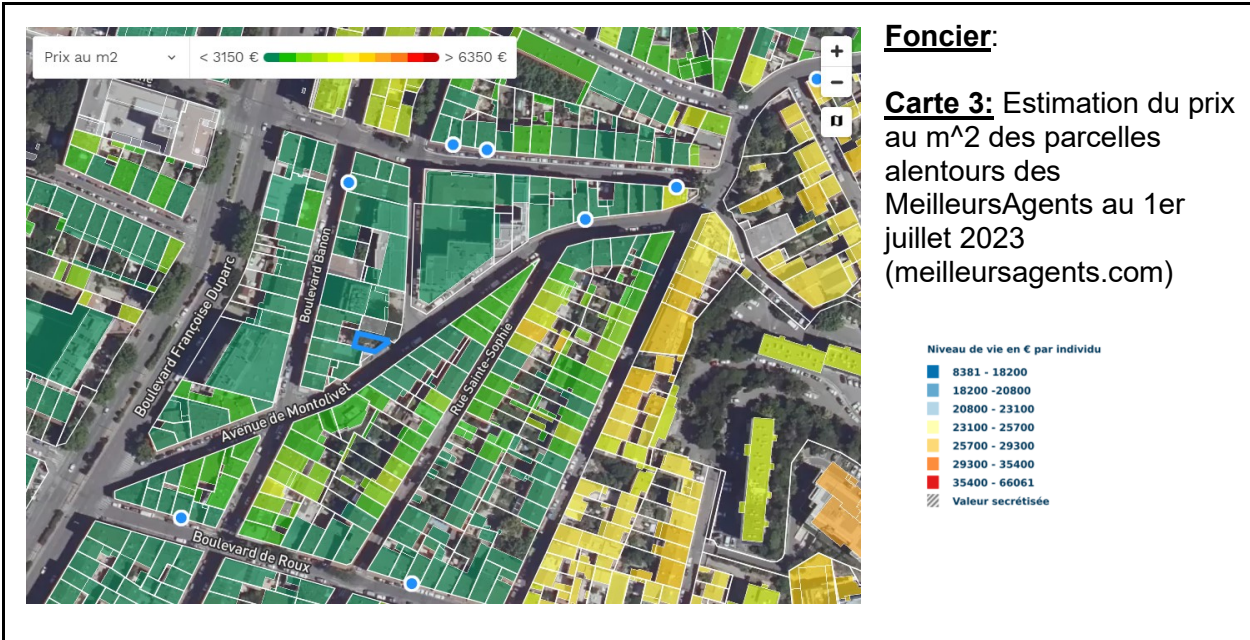 Prix au m2
< 3150 €
> 6350 €
Boulevard Françoise Duparc
Boulevard Banon
Avenue de Montolivet
Rue Sainte-Sophie
Boulevard de Roux
Foncier:
Carte 3: Estimation du prix
au m^2 des parcelles
alentours des
MeilleursAgents au 1er
juillet 2023
(meilleursagents.com)
Niveau de vie en € par individu
8381 - 18200
18200 -20800
20800 - 23100
23100 - 25700
25700 - 29300
29300 - 35400
35400 - 66061
Valeur secrétisée